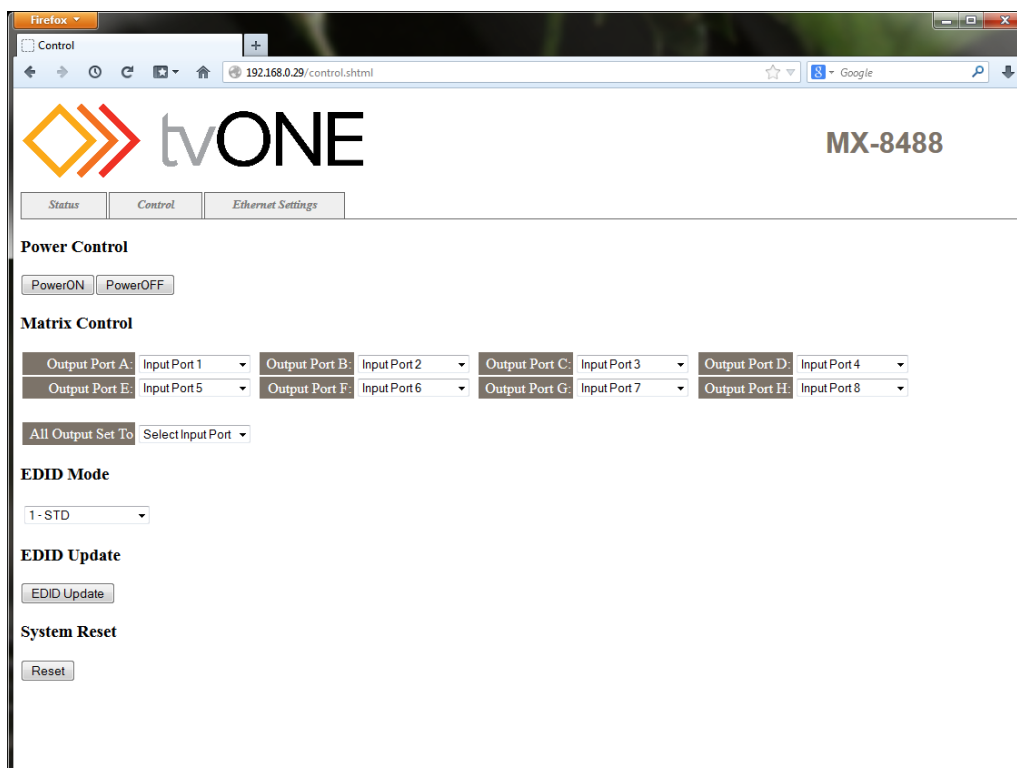 Firefox
Control
192.168.0.29/control.shtml
Google
tvONE
MX-8488
Status Control Ethernet Settings
Power Control
PowerON PowerOFF
Matrix Control
Output Port A: Input Port 1 Output Port B: Input Port 2 Output Port C: Input Port 3 Output Port D: Input Port 4
Output Port E: Input Port 5 Output Port F: Input Port 6 Output Port G: Input Port 7 Output Port H: Input Port 8
All Output Set To Select Input Port
EDID Mode
1 - STD
EDID Update
EDID Update
System Reset
Reset